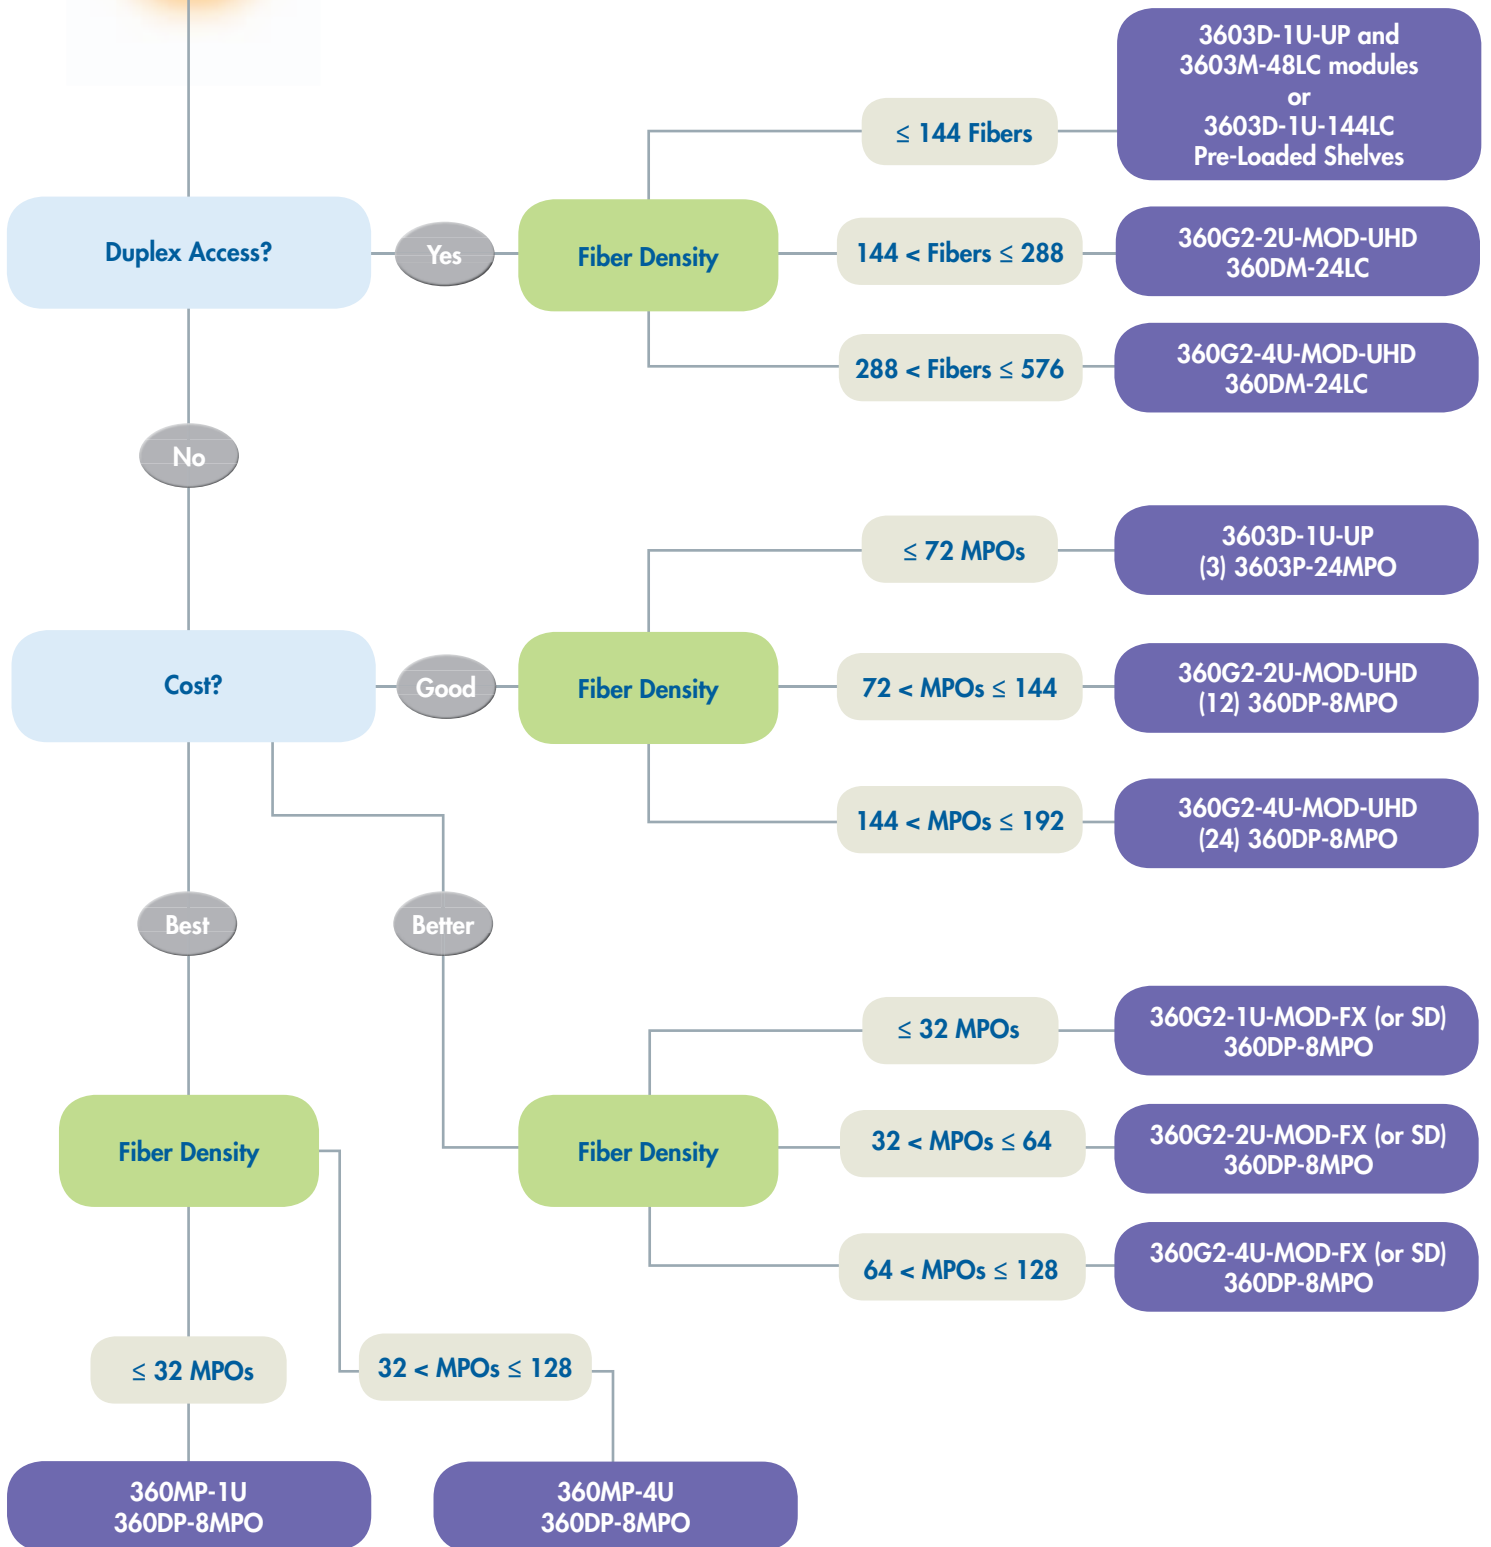 3603D-1U-UP and
3603M-48LC modules
or
3603D-1U-144LC
Pre-Loaded Shelves
≤ 144 Fibers
Duplex Access?
Yes
Fiber Density
144 < Fibers ≤ 288
360G2-2U-MOD-UHD
360DM-24LC
288 < Fibers ≤ 576
360G2-4U-MOD-UHD
360DM-24LC
No
≤ 72 MPOs
3603D-1U-UP
(3) 3603P-24MPO
Cost?
Good
Fiber Density
72 < MPOs ≤ 144
360G2-2U-MOD-UHD
(12) 360DP-8MPO
144 < MPOs ≤ 192
360G2-4U-MOD-UHD
(24) 360DP-8MPO
Best
Better
≤ 32 MPOs
360G2-1U-MOD-FX (or SD)
360DP-8MPO
Fiber Density
Fiber Density
32 < MPOs ≤ 64
360G2-2U-MOD-FX (or SD)
360DP-8MPO
64 < MPOs ≤ 128
360G2-4U-MOD-FX (or SD)
360DP-8MPO
≤ 32 MPOs
32 < MPOs ≤ 128
360MP-1U
360DP-8MPO
360MP-4U
360DP-8MPO